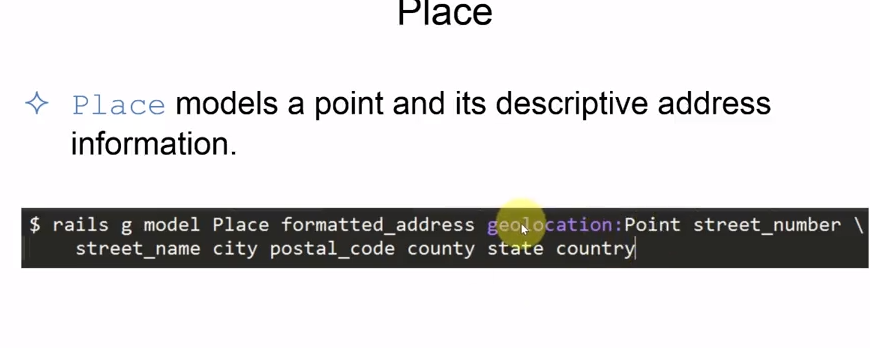 Place
Place models a point and its descriptive address
information.
$ rails g model Place formatted_address geolocation:Point street_number \
street_name city postal_code county state country